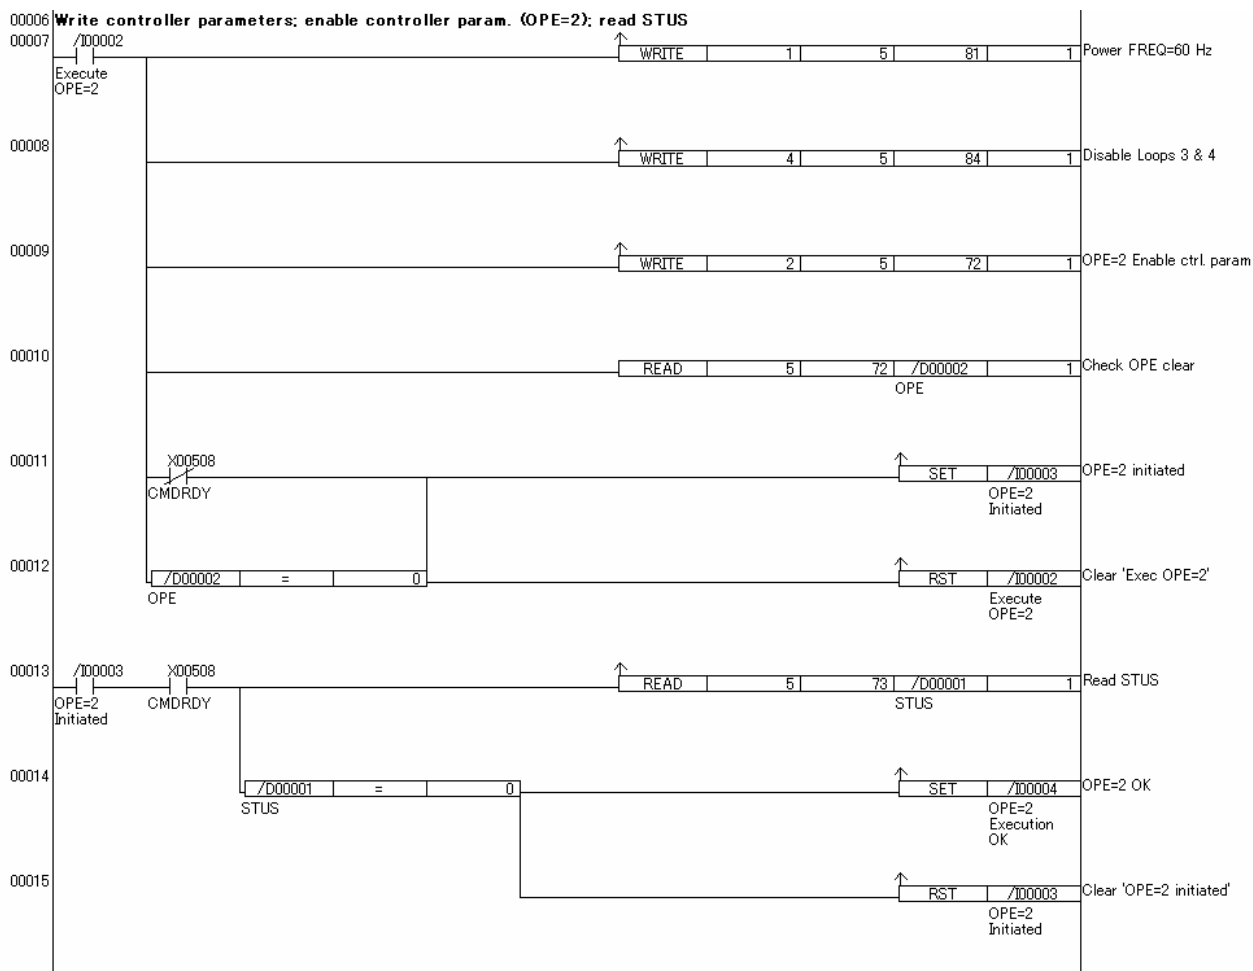 00006 Write controller parameters; enable controller param. (OPE=2); read STUS
00007 /I00002
WRITE 1 5 81 1 Power FREQ=60 Hz
Execute
OPE=2
00008
WRITE 4 5 84 1 Disable Loops 3 & 4
00009
WRITE 2 5 72 1 OPE=2 Enable ctrl. param
00010
READ 5 72 /D00002 1 Check OPE clear
OPE
00011 X00508
SET /I00003 OPE=2 initiated
CMDRDY OPE=2
Initiated
00012
/D00002 = 0 RST /I00002 Clear 'Exec OPE=2'
OPE Execute
OPE=2
00013 /I00003 X00508
READ 5 73 /D00001 1 Read STUS
OPE=2 CMDRDY STUS
Initiated
00014
/D00001 = 0 SET /I00004 OPE=2 OK
STUS OPE=2
Execution
OK
00015
RST /I00003 Clear 'OPE=2 initiated'
OPE=2
Initiated